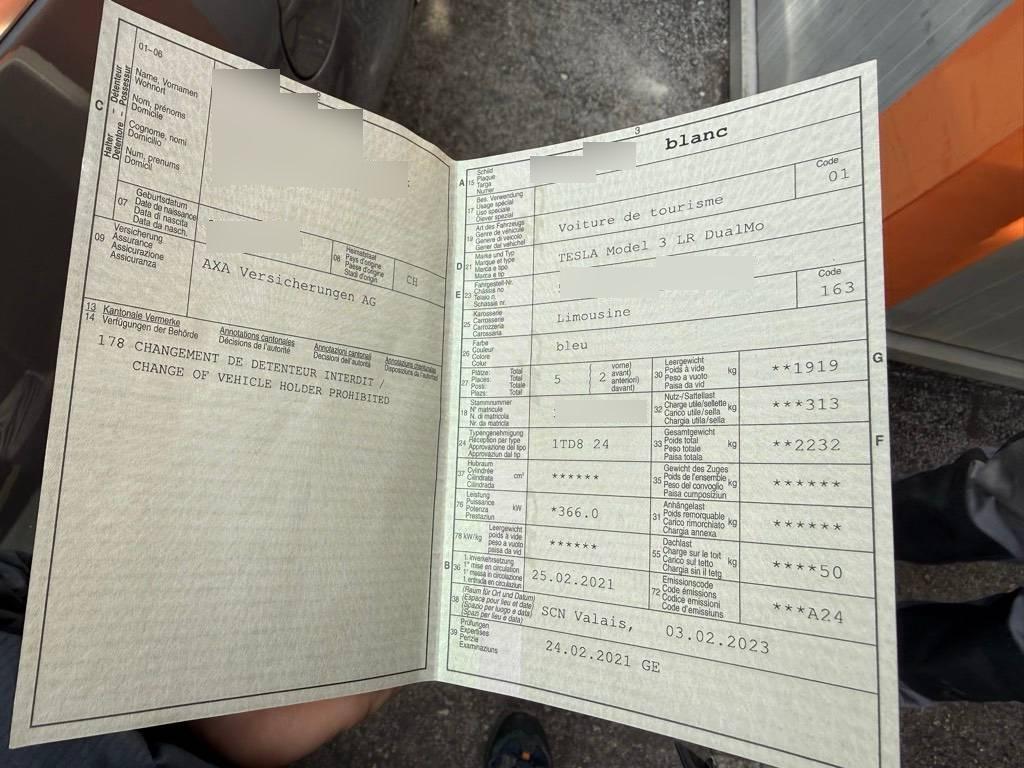 01-06
C
Halter - Détenteur
Detentore - Possessur
Name, Vornamen
Wohnort
Nom, prénoms
Domicile
Cognome, nomi
Domicilio
Num, prenums
Domicil
07
Geburtsdatum
Date de naissance
Data di nascita
Data da nasch.
08
Heimatstaat
Pays d'origine
Paese d'origine
Stadi d'origin
CH
09
Versicherung
Assurance
Assicurazione
Assicuranza
AXA Versicherungen AG
13 Kantonale Vermerke Annotations cantonales Annotazioni cantonali Annotaziuns chantunalas
14 Verfügungen der Behörde Décisions de l'autorité Decisioni dell'autorità Disposiziuns da l'autoritad
178 CHANGEMENT DE DETENTEUR INTERDIT /
CHANGE OF VEHICLE HOLDER PROHIBITED
3
blanc
A 15
Schild
Plaque
Targa
Numer
17
Bes. Verwendung
Usage spécial
Uso speciale
Diever spezial
Code
01
19
Art des Fahrzeugs
Genre de véhicule
Genere di veicolo
Gener dal vehichel
Voiture de tourisme
D 21
Marke und Typ
Marque et type
Marca e tipo
Marca e tip
TESLA Model 3 LR DualMo
E 23
Fahrgestell-Nr.
Châssis no
Telaio n.
Schassis nr.
25
Karosserie
Carrosserie
Carrozzeria
Carossaria
Limousine
Code
163
26
Farbe
Couleur
Colore
Colur
bleu
27
Plätze: Total
Places: Total
Posti: Totale
Plazs: Total
5 ( 2
vorne)
avant)
anteriori)
davant)
G
30
Leergewicht
Poids à vide
Peso a vuoto
Paisa da vid
kg
**1919
18
Stammnummer
N° matricule
N. di matricola
Nr. da matricla
32
Nutz-/Sattellast
Charge utile/sellette
Carico utile/sella
Chargia utila/sella
kg
***313
24
Typengenehmigung
Réception par type
Approvazione del tipo
Approvaziun dal tip
1TD8 24
F
33
Gesamtgewicht
Poids total
Peso totale
Paisa totala
kg
**2232
37
Hubraum
Cylindrée
Cilindrata
Cilindrada
cm³
******
35
Gewicht des Zuges
Poids de l'ensemble
Peso del convoglio
Paisa cumposiziun
kg
******
76
Leistung
Puissance
Potenza
Prestaziun
kW
*366.0
31
Anhängelast
Poids remorquable
Carico rimorchiato
Chargia annexa
kg
******
78 kW/kg
Leergewicht
poids à vide
peso a vuoto
paisa da vid
******
55
Dachlast
Charge sur le toit
Carico sul tetto
Chargia sin il tetg
kg
****50
B 36
1. Inverkehrsetzung
1re mise en circulation
1a messa in circolazione
1. entrada en circulaziun
25.02.2021
72
Emissionscode
Code émissions
Codice emissioni
Code d'emissiuns
***A24
38
(Raum für Ort und Datum)
(Espace pour lieu et date)
(Spazio per luogo e data)
(Spazi per lieu e data)
SCN Valais, 03.02.2023
39
Prüfungen
Expertises
Perizie
Examinaziuns
24.02.2021 GE